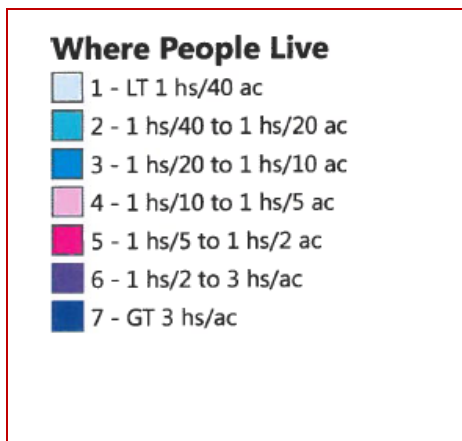 Where People Live
1 - LT 1 hs/40 ac
2 - 1 hs/40 to 1 hs/20 ac
3 - 1 hs/20 to 1 hs/10 ac
4 - 1 hs/10 to 1 hs/5 ac
5 - 1 hs/5 to 1 hs/2 ac
6 - 1 hs/2 to 3 hs/ac
7 - GT 3 hs/ac